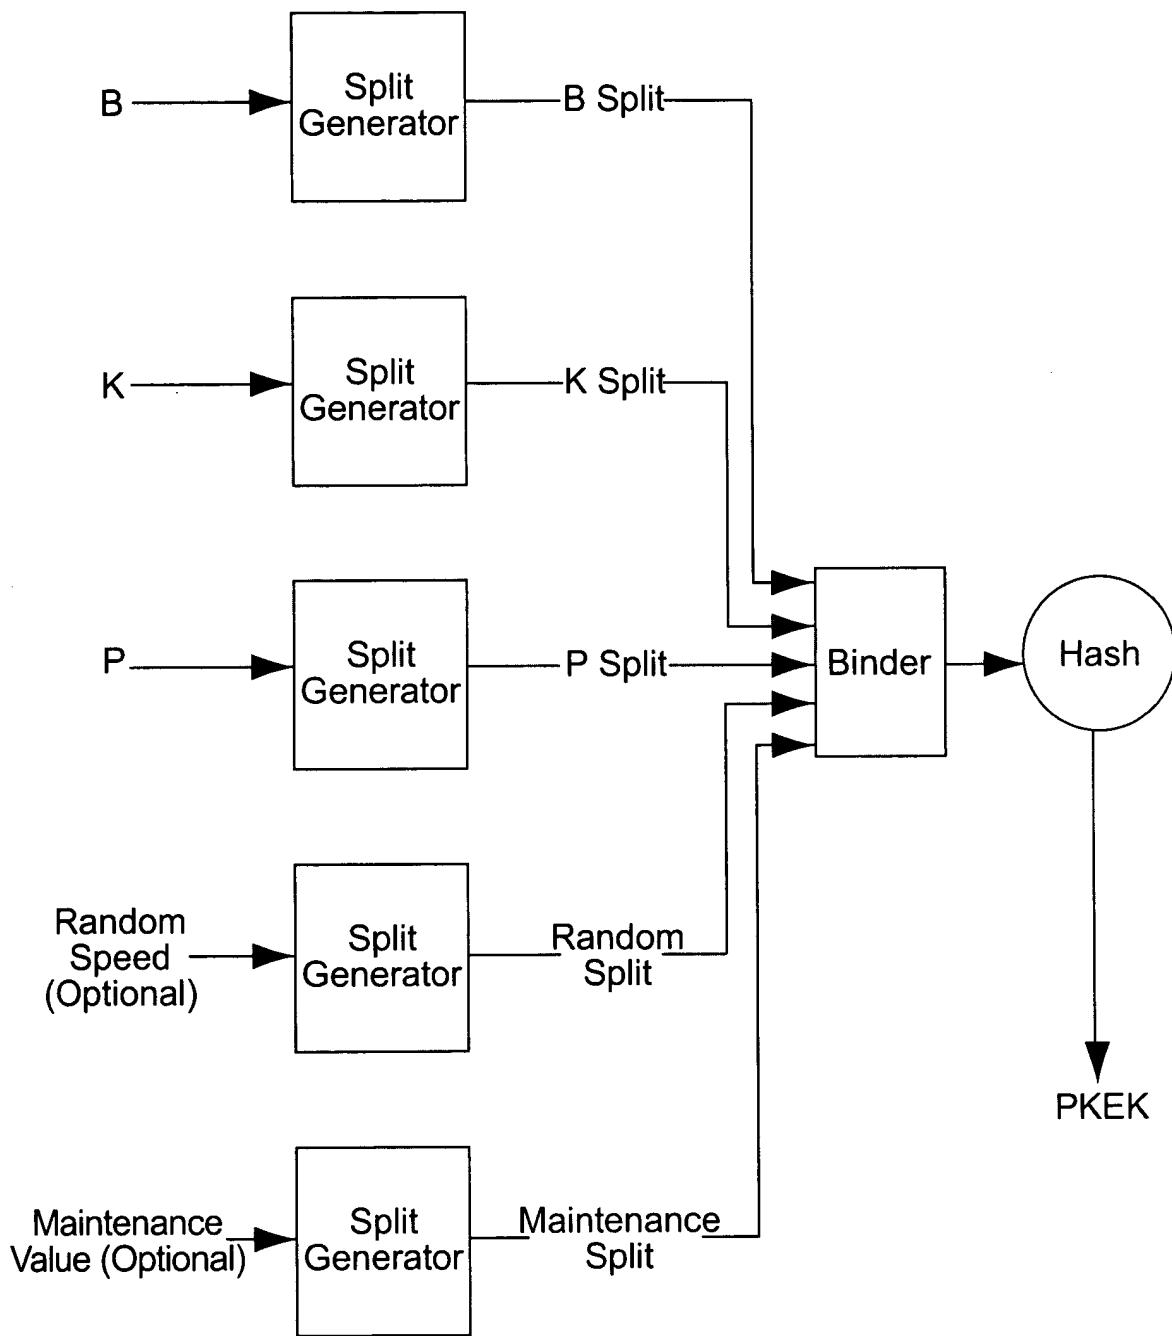 B
Split
Generator
B Split
K
Split
Generator
K Split
P
Split
Generator
P Split
Binder
Hash
Random
Speed
(Optional)
Split
Generator
Random
Split
PKEK
Maintenance
Value (Optional)
Split
Generator
Maintenance
Split